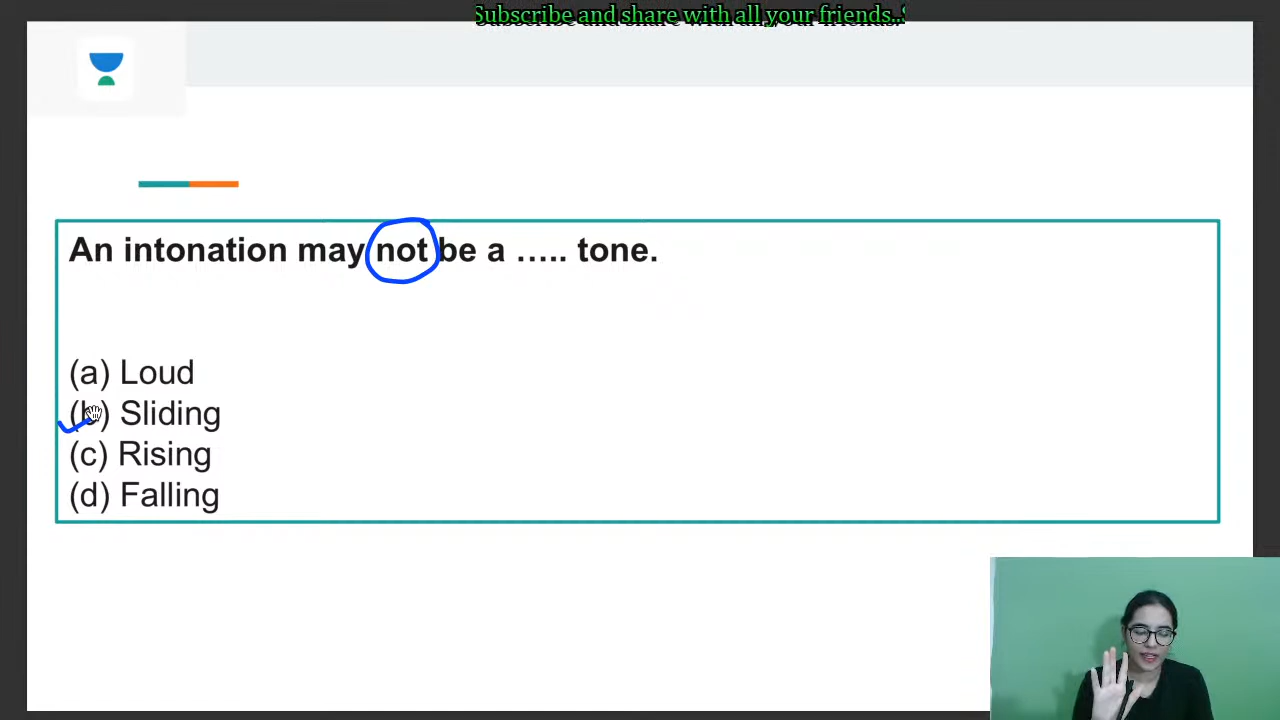 Subscribe and share with all your friends..
An intonation may not be a ..... tone.
(a) Loud
(b) Sliding
(c) Rising
(d) Falling